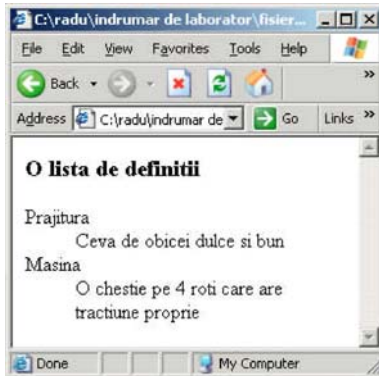 C:\radu\indrumar de laborator\fisier...
File Edit View Favorites Tools Help
Back
Address C:\radu\indrumar de Go Links
O lista de definitii
Prajitura
Ceva de obicei dulce si bun
Masina
O chestie pe 4 roti care are
tractiune proprie
Done My Computer